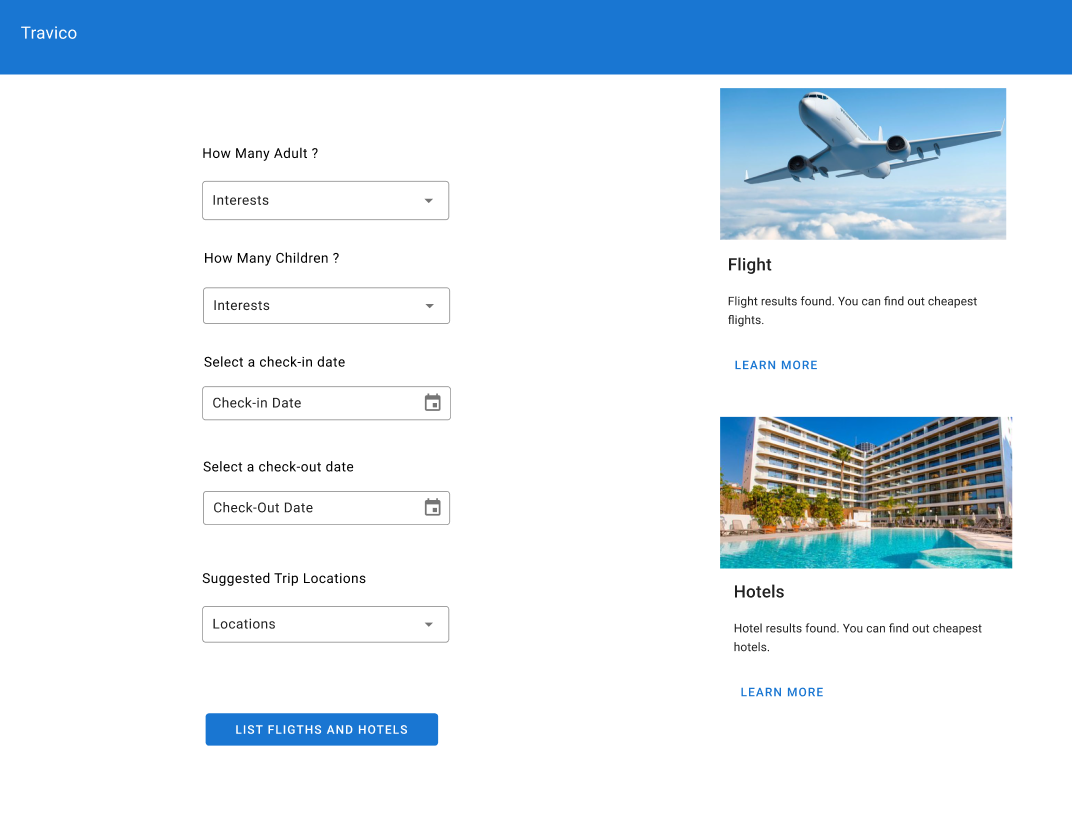 Travico
How Many Adult ?
Interests
How Many Children ?
Interests
Select a check-in date
Check-in Date
Select a check-out date
Check-Out Date
Suggested Trip Locations
Locations
LIST FLIGTHS AND HOTELS
Flight
Flight results found. You can find out cheapest
flights.
LEARN MORE
Hotels
Hotel results found. You can find out cheapest
hotels.
LEARN MORE